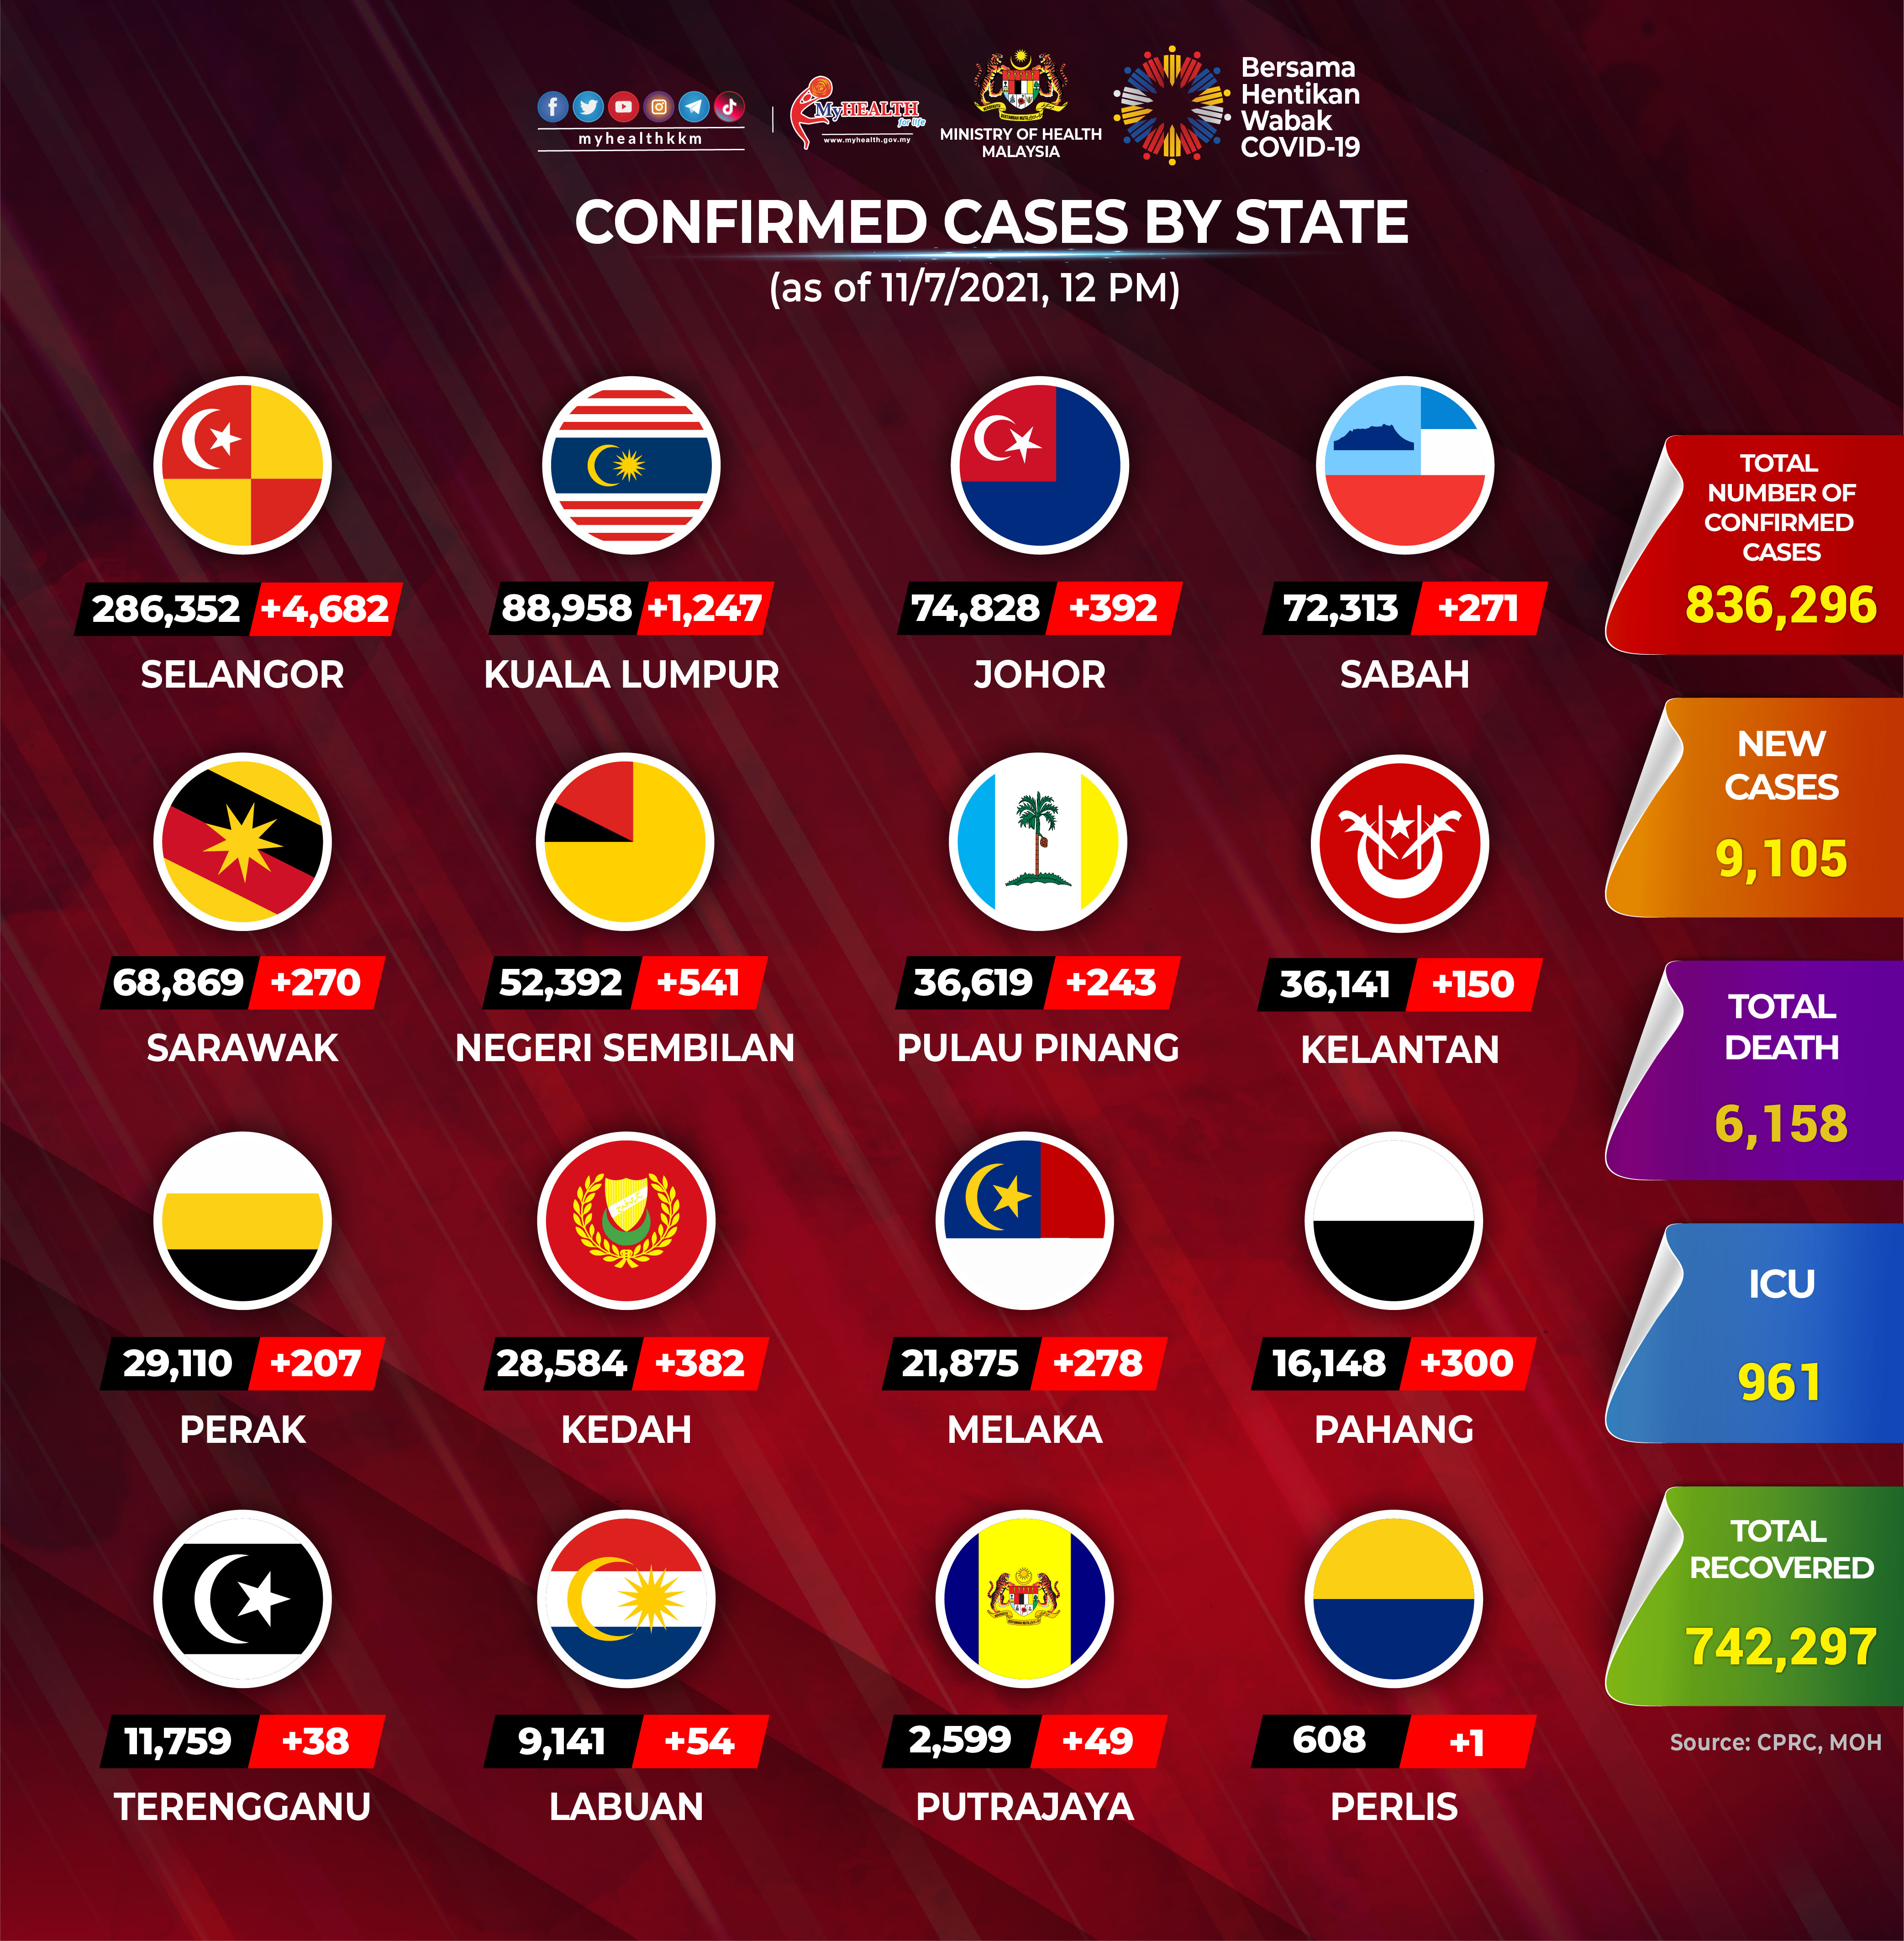 myhealthkkm
MyHEALTH
for life
www.myhealth.gov.my
MINISTRY OF HEALTH
MALAYSIA
Bersama
Hentikan
Wabak
COVID-19
CONFIRMED CASES BY STATE
(as of 11/7/2021, 12 PM)
286,352 +4,682
SELANGOR
88,958 +1,247
KUALA LUMPUR
74,828 +392
JOHOR
72,313 +271
SABAH
68,869 +270
SARAWAK
52,392 +541
NEGERI SEMBILAN
36,619 +243
PULAU PINANG
36,141 +150
KELANTAN
29,110 +207
PERAK
28,584 +382
KEDAH
21,875 +278
MELAKA
16,148 +300
PAHANG
11,759 +38
TERENGGANU
9,141 +54
LABUAN
2,599 +49
PUTRAJAYA
608 +1
PERLIS
TOTAL
NUMBER OF
CONFIRMED
CASES
836,296
NEW
CASES
9,105
TOTAL
DEATH
6,158
ICU
961
TOTAL
RECOVERED
742,297
Source: CPRC, MOH